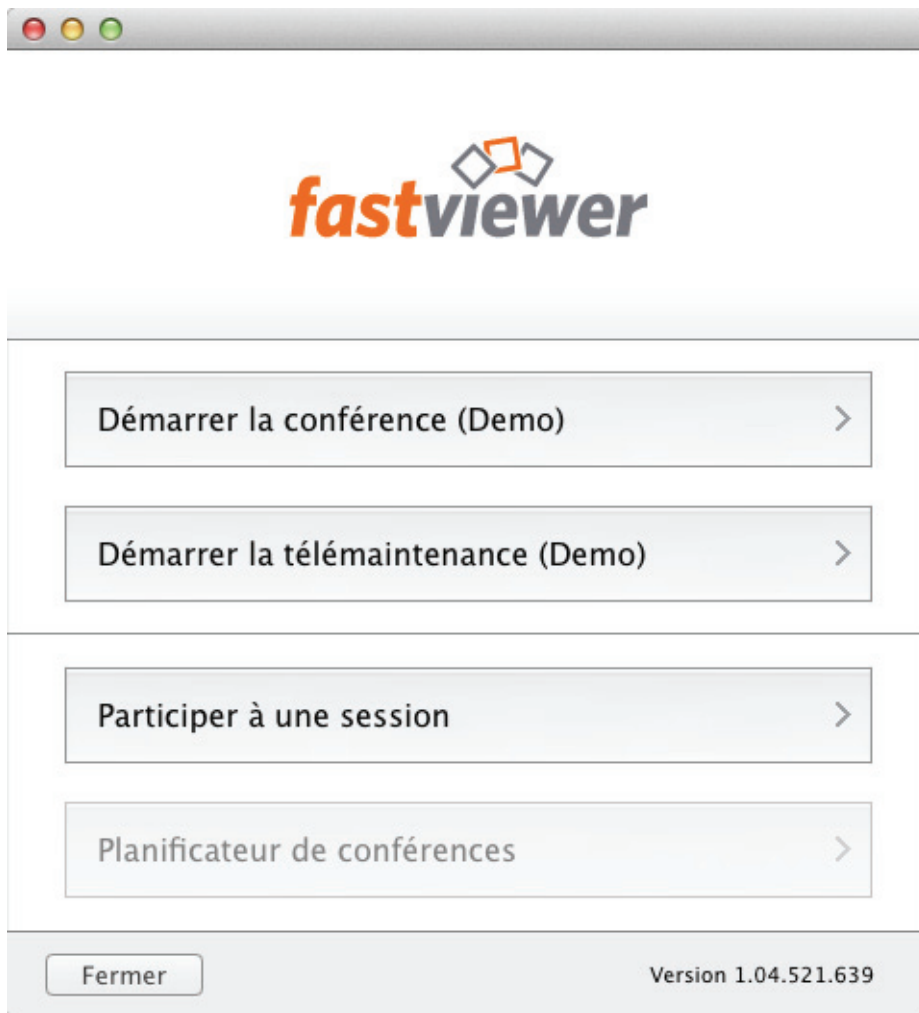 fastviewer
Démarrer la conférence (Demo)
Démarrer la télémaintenance (Demo)
Participer à une session
Planificateur de conférences
Fermer
Version 1.04.521.639